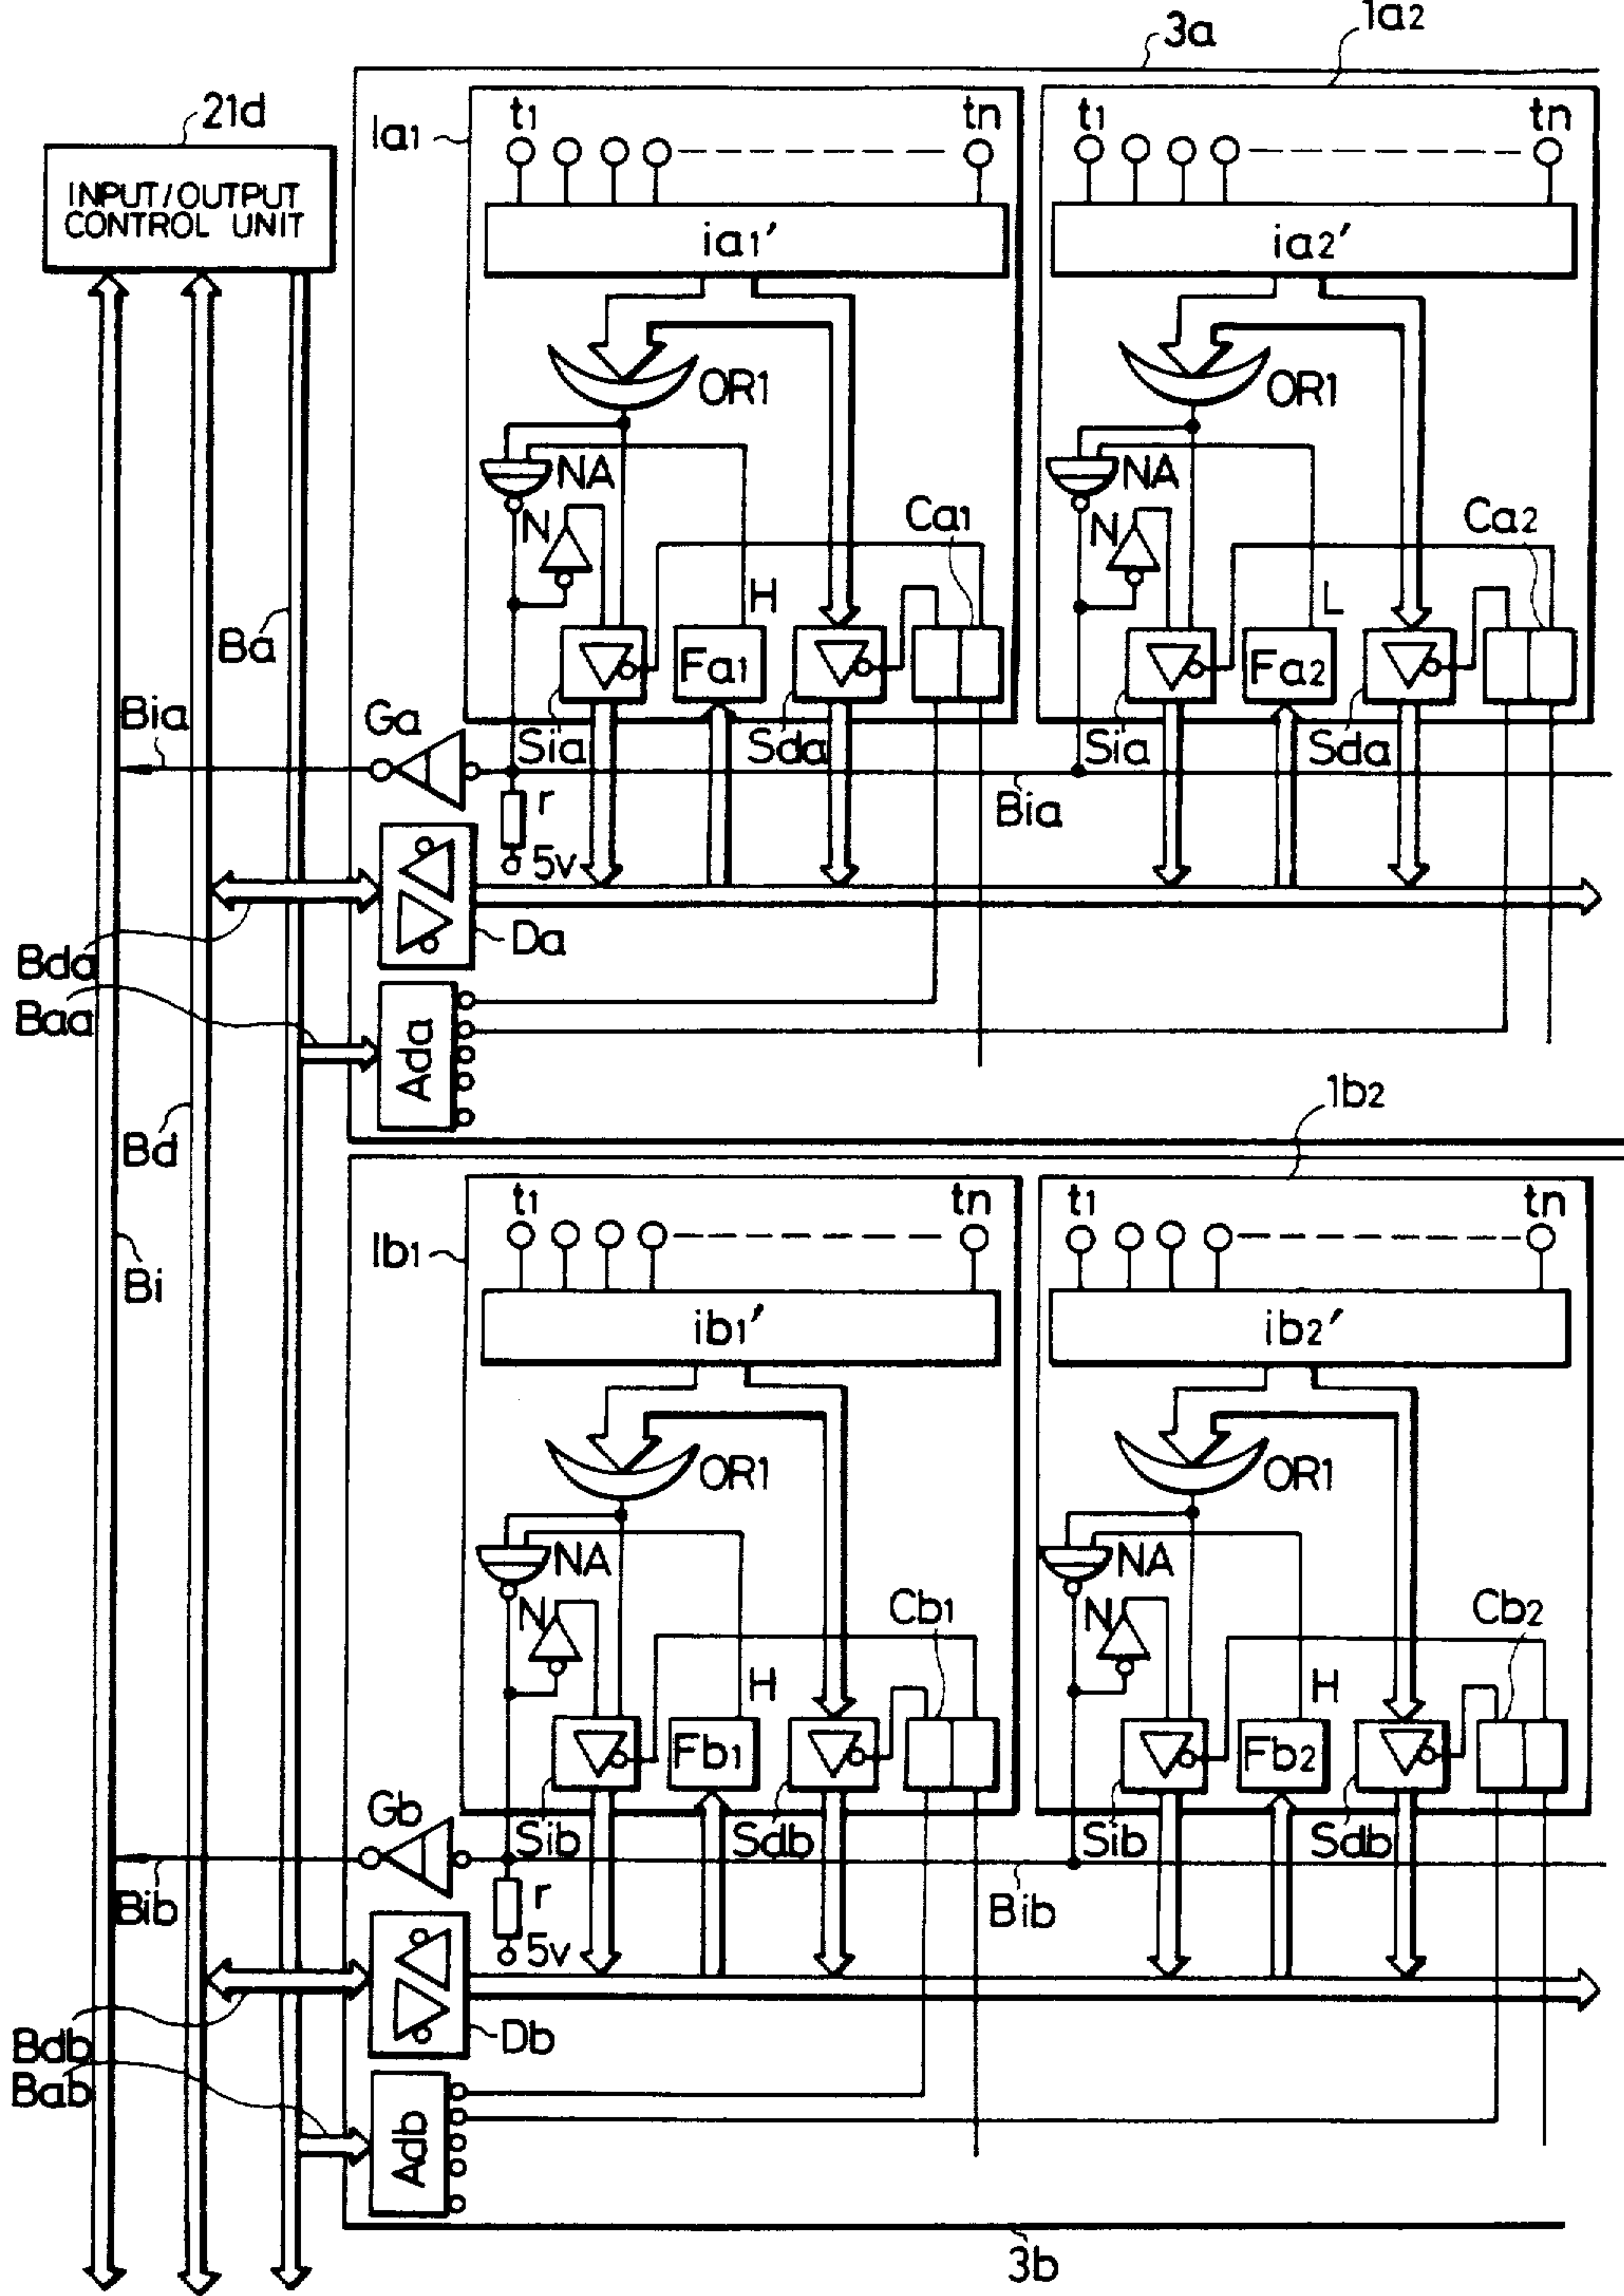 3a
1a2
21d
INPUT/OUTPUT
CONTROL UNIT
1a1
t1
tn
t1
tn
ia1'
ia2'
OR1
OR1
NA
NA
N
N
Ca1
Ca2
H
L
Ba
Fa1
Fa2
Bia
Ga
Sia
Sda
Sia
Sda
r
Bia
5v
Bda
Da
Baa
Ada
Bd
1b2
Bi
1b1
t1
tn
t1
tn
ib1'
ib2'
OR1
OR1
NA
NA
N
N
Cb1
Cb2
H
H
Fb1
Fb2
Gb
Sib
Sdb
Sib
Sdb
Bib
r
Bib
5v
Bdb
Db
Bab
Adb
3b